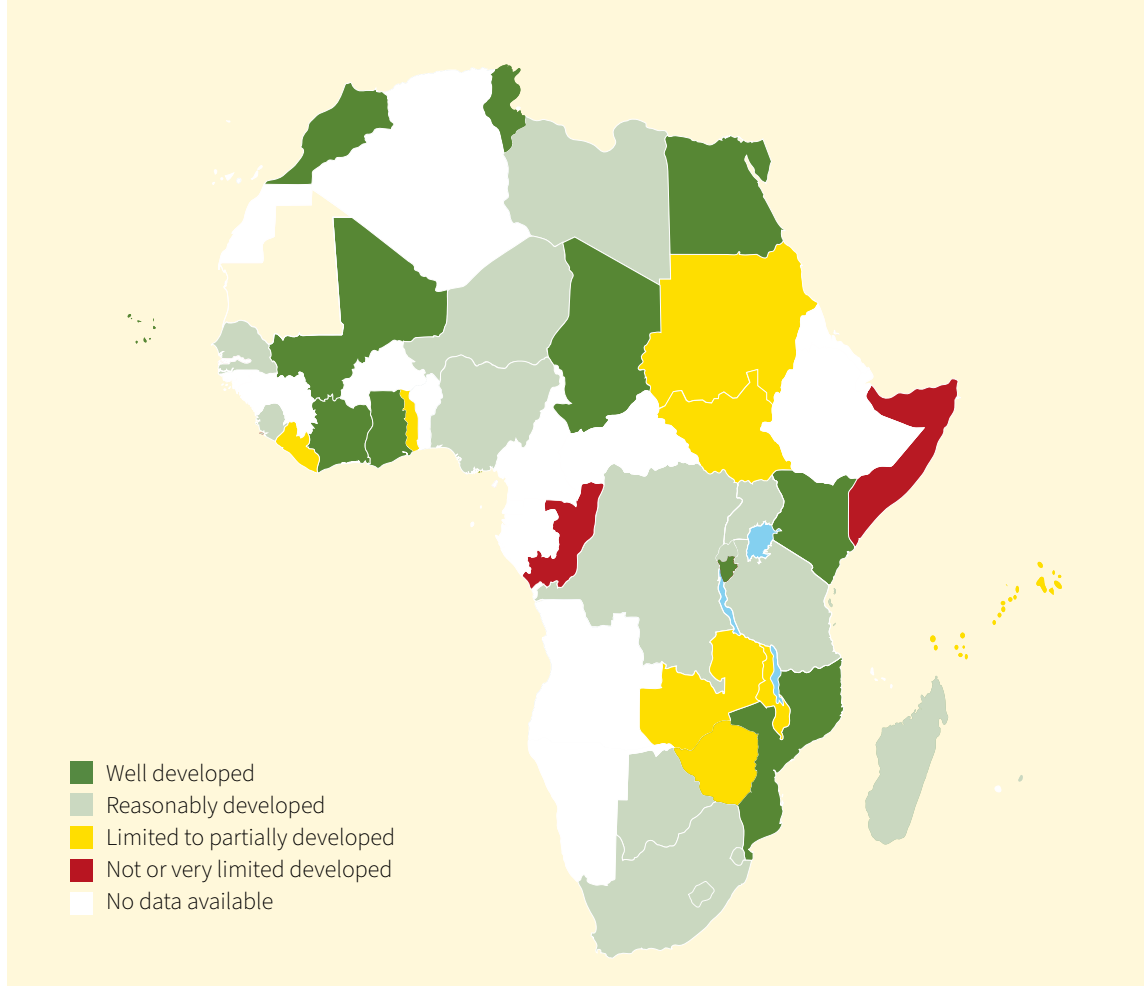 Well developed
Reasonably developed
Limited to partially developed
Not or very limited developed
No data available